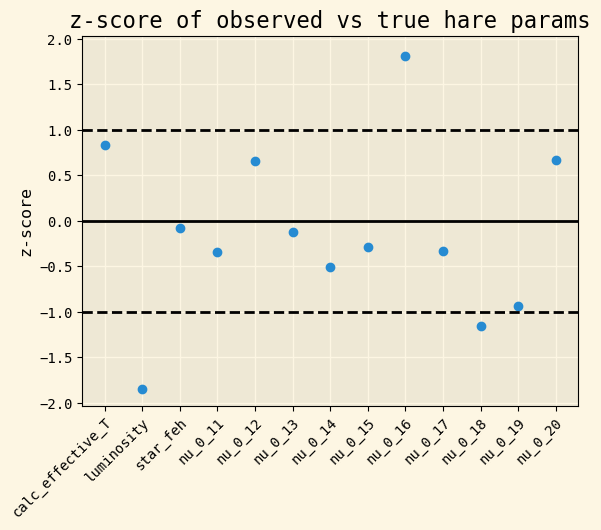 z-score of observed vs true hare params
2.0
1.5
1.0
0.5
0.0
−0.5
−1.0
−1.5
−2.0
z-score
calc_effective_T
luminosity
star_feh
nu_0_11
nu_0_12
nu_0_13
nu_0_14
nu_0_15
nu_0_16
nu_0_17
nu_0_18
nu_0_19
nu_0_20